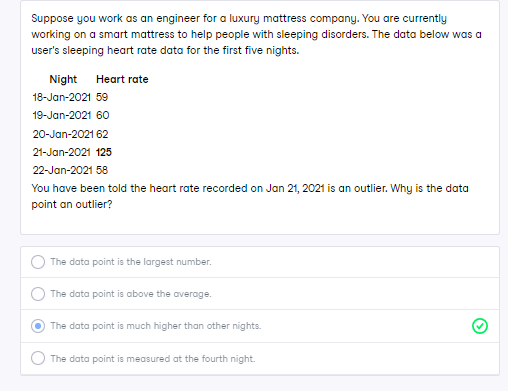 Suppose you work as an engineer for a luxury mattress company. You are currently
working on a smart mattress to help people with sleeping disorders. The data below was a
user's sleeping heart rate data for the first five nights.
Night Heart rate
18-Jan-2021 59
19-Jan-2021 60
20-Jan-2021 62
21-Jan-2021 125
22-Jan-2021 58
You have been told the heart rate recorded on Jan 21, 2021 is an outlier. Why is the data
point an outlier?
The data point is the largest number.
The data point is above the average.
The data point is much higher than other nights.
The data point is measured at the fourth night.